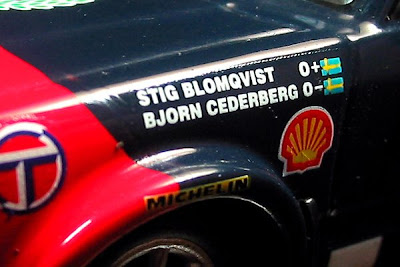 STIG BLOMQVIST O+
BJORN CEDERBERG O-
MICHELIN